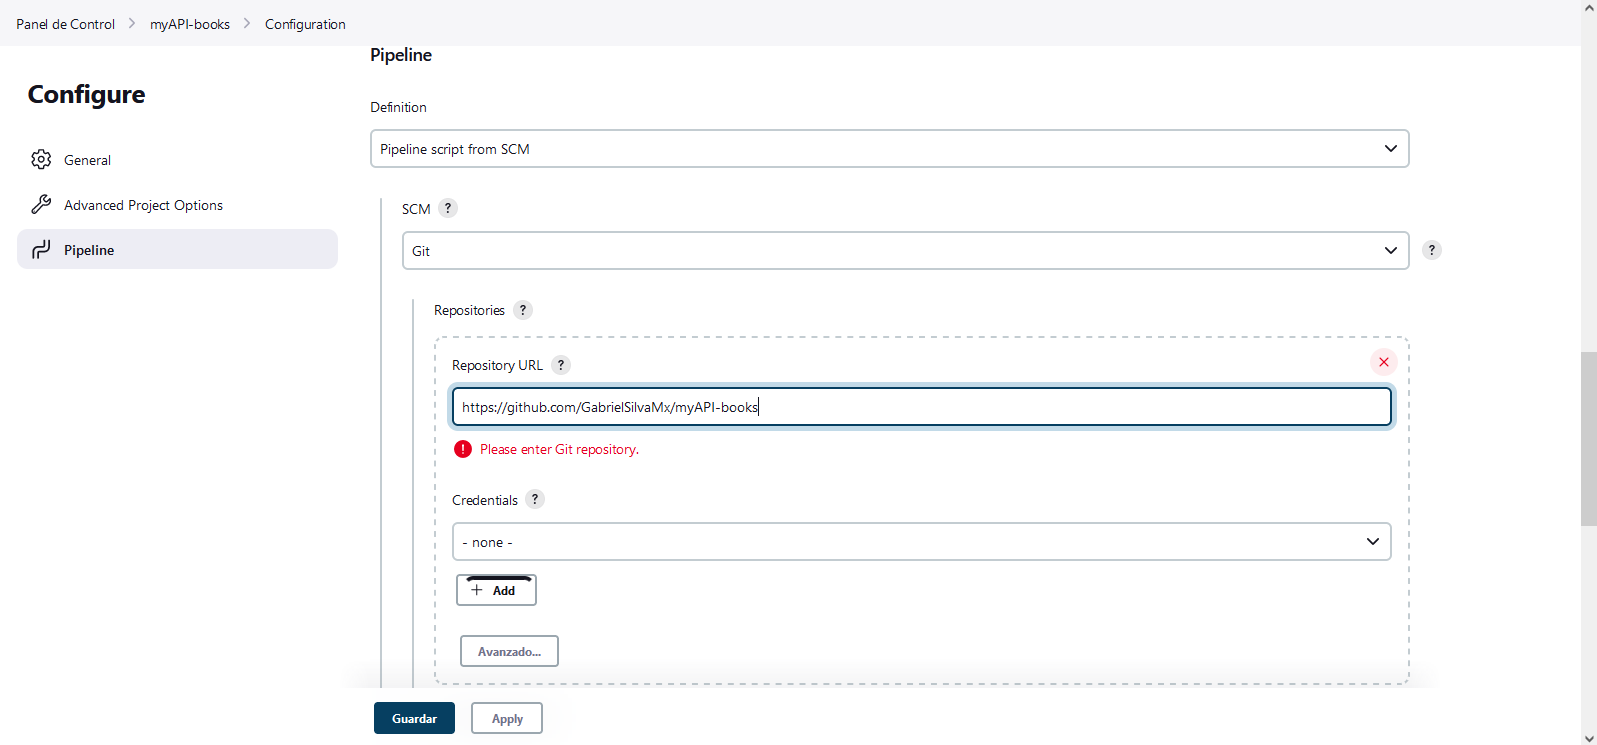 Panel de Control > myAPI-books > Configuration
Configure
General
Advanced Project Options
Pipeline
Pipeline
Definition
Pipeline script from SCM
SCM ?
Git
?
Repositories ?
Repository URL ?
https://github.com/GabrielSilvaMx/myAPI-books
Please enter Git repository.
Credentials ?
- none -
+ Add
Avanzado...
Guardar
Apply